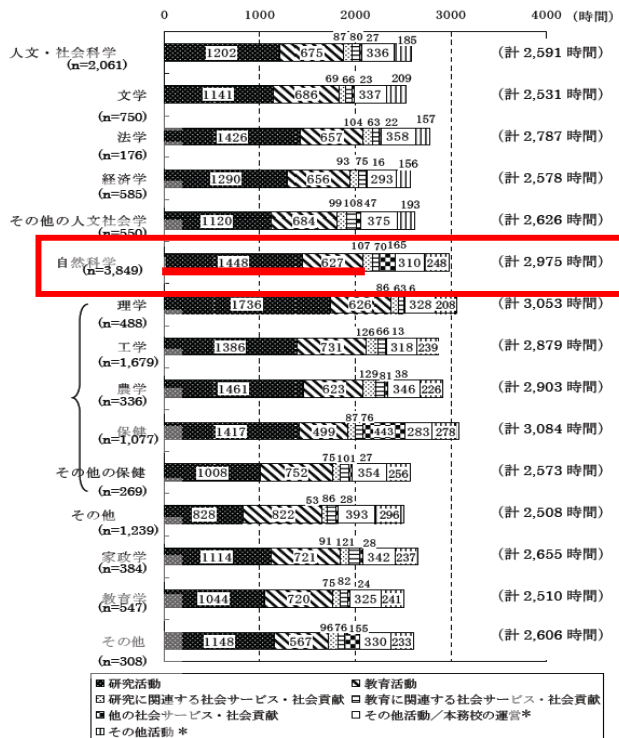 0 1000 2000 3000 4000 (時間)
人文・社会科学 1202 675 87 80 27 336 185 (計 2,591 時間)
(n=2,061)
文学 1141 686 69 66 23 337 209 (計 2,531 時間)
(n=750)
法学 1426 657 104 63 22 358 157 (計 2,787 時間)
(n=176)
経済学 1290 656 93 75 16 293 156 (計 2,578 時間)
(n=585)
その他の人文社会学 1120 684 99 108 47 375 193 (計 2,626 時間)
(n=550)
自然科学 1448 627 107 70 165 310 248 (計 2,975 時間)
(n=3,849)
理学 1736 626 86 63 6 328 208 (計 3,053 時間)
(n=488)
工学 1386 731 126 66 13 318 239 (計 2,879 時間)
(n=1,679)
農学 1461 623 129 81 38 346 226 (計 2,903 時間)
(n=336)
保健 1417 499 87 76 443 283 278 (計 3,084 時間)
(n=1,077)
その他の保健 1008 752 75 101 27 354 256 (計 2,573 時間)
(n=269)
その他 828 822 53 86 28 393 296 (計 2,508 時間)
(n=1,239)
家政学 1114 721 91 121 28 342 237 (計 2,655 時間)
(n=384)
教育学 1044 720 75 82 24 325 241 (計 2,510 時間)
(n=547)
その他 1148 567 96 76 155 330 233 (計 2,606 時間)
(n=308)
研究活動 教育活動
研究に関連する社会サービス・社会貢献 教育に関連する社会サービス・社会貢献
他の社会サービス・社会貢献 その他活動／本務校の運営＊
その他活動＊